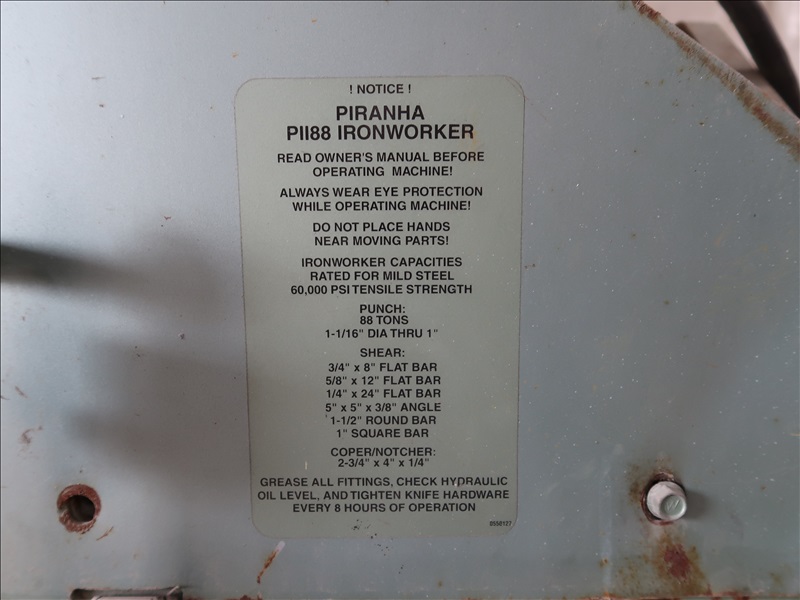 ! NOTICE !
PIRANHA
PII88 IRONWORKER
READ OWNER'S MANUAL BEFORE
OPERATING MACHINE!
ALWAYS WEAR EYE PROTECTION
WHILE OPERATING MACHINE!
DO NOT PLACE HANDS
NEAR MOVING PARTS!
IRONWORKER CAPACITIES
RATED FOR MILD STEEL
60,000 PSI TENSILE STRENGTH
PUNCH:
88 TONS
1-1/16" DIA THRU 1"
SHEAR:
3/4" x 8" FLAT BAR
5/8" x 12" FLAT BAR
1/4" x 24" FLAT BAR
5" x 5" x 3/8" ANGLE
1-1/2" ROUND BAR
1" SQUARE BAR
COPER/NOTCHER:
2-3/4" x 4" x 1/4"
GREASE ALL FITTINGS, CHECK HYDRAULIC
OIL LEVEL, AND TIGHTEN KNIFE HARDWARE
EVERY 8 HOURS OF OPERATION